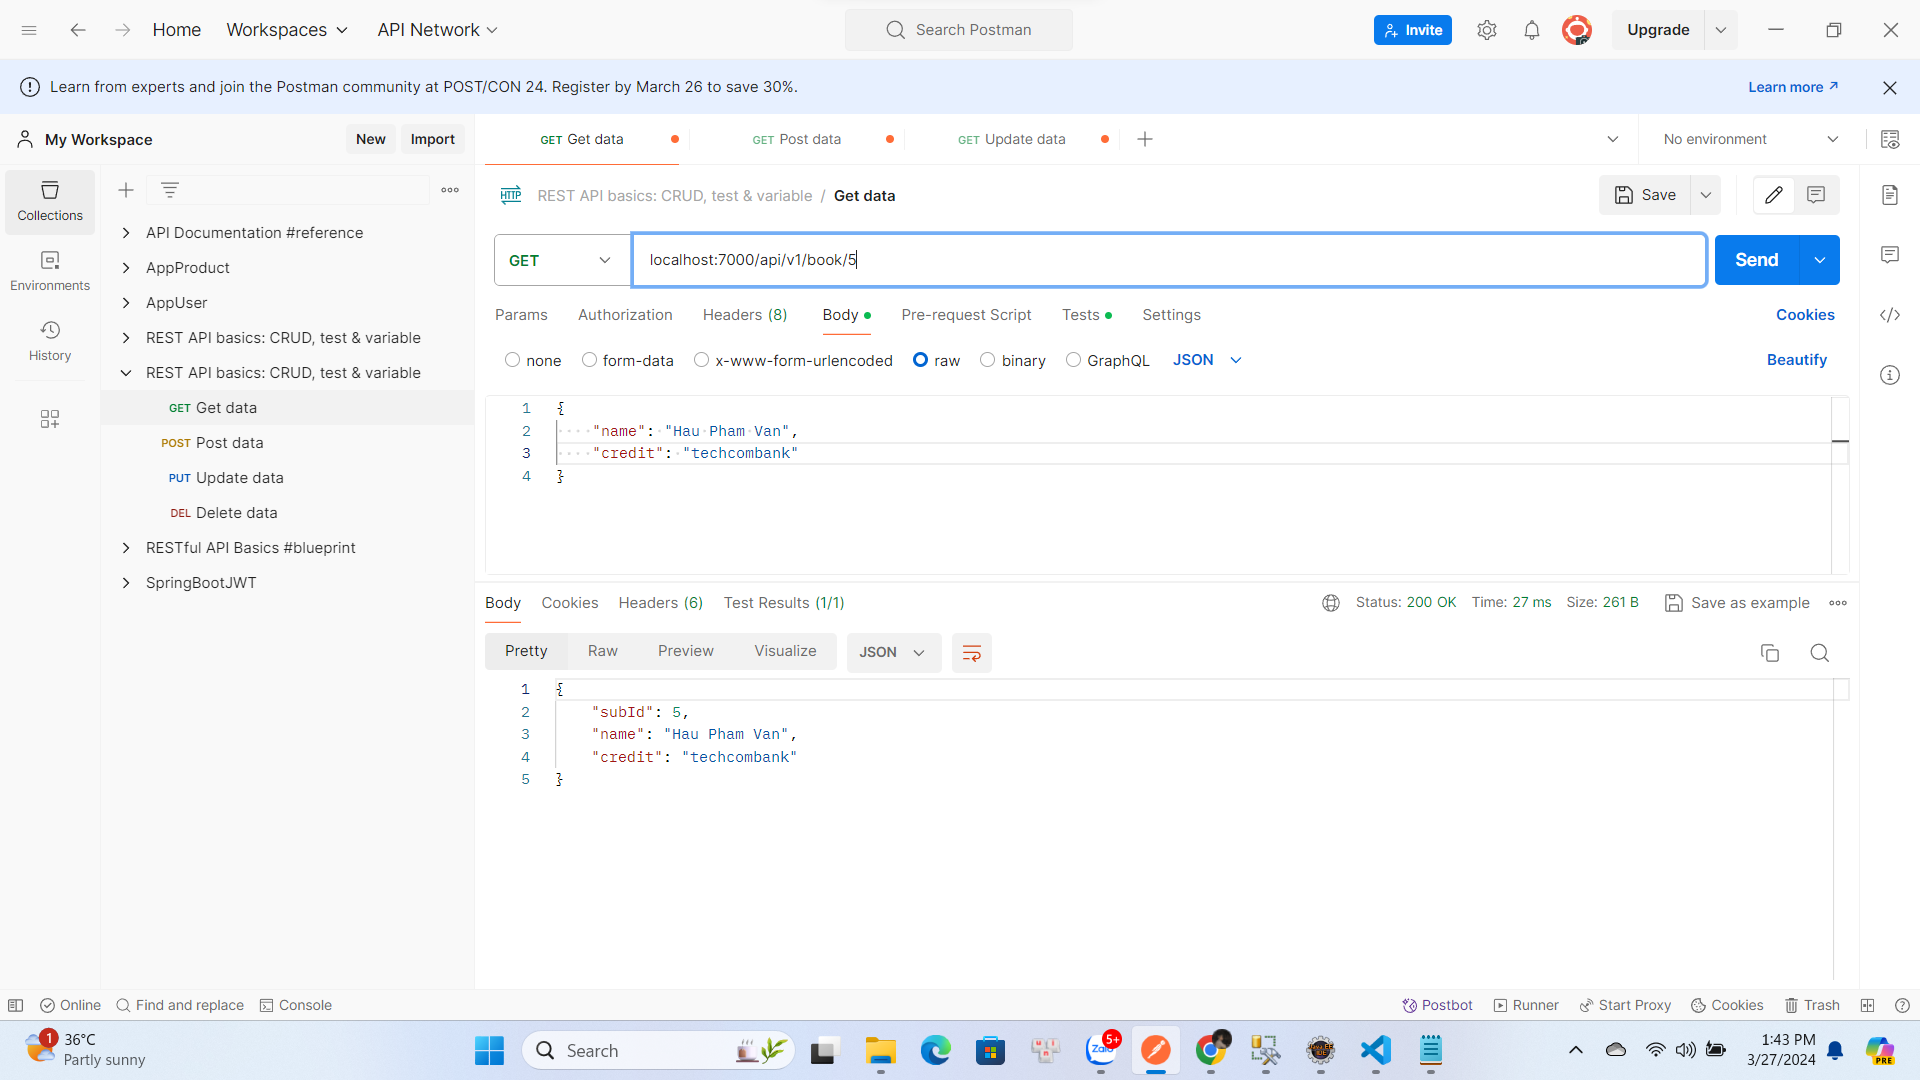 Home Workspaces API Network Search Postman Invite Upgrade
Learn from experts and join the Postman community at POST/CON 24. Register by March 26 to save 30%. Learn more
My Workspace New Import GET Get data GET Post data GET Update data No environment
Collections
Environments
History
API Documentation #reference
AppProduct
AppUser
REST API basics: CRUD, test & variable
REST API basics: CRUD, test & variable
GET Get data
POST Post data
PUT Update data
DEL Delete data
RESTful API Basics #blueprint
SpringBootJWT
HTTP REST API basics: CRUD, test & variable / Get data Save
GET localhost:7000/api/v1/book/5 Send
Params Authorization Headers (8) Body Pre-request Script Tests Settings Cookies
none form-data x-www-form-urlencoded raw binary GraphQL JSON Beautify
1 {
2 "name": "Hau Pham Van",
3 "credit": "techcombank"
4 }
Body Cookies Headers (6) Test Results (1/1) Status: 200 OK Time: 27 ms Size: 261 B Save as example
Pretty Raw Preview Visualize JSON
1 {
2 "subId": 5,
3 "name": "Hau Pham Van",
4 "credit": "techcombank"
5 }
Online Find and replace Console Postbot Runner Start Proxy Cookies Trash
1 36°C
Partly sunny
Search
Zalo 5+
PRE
1:43 PM
3/27/2024